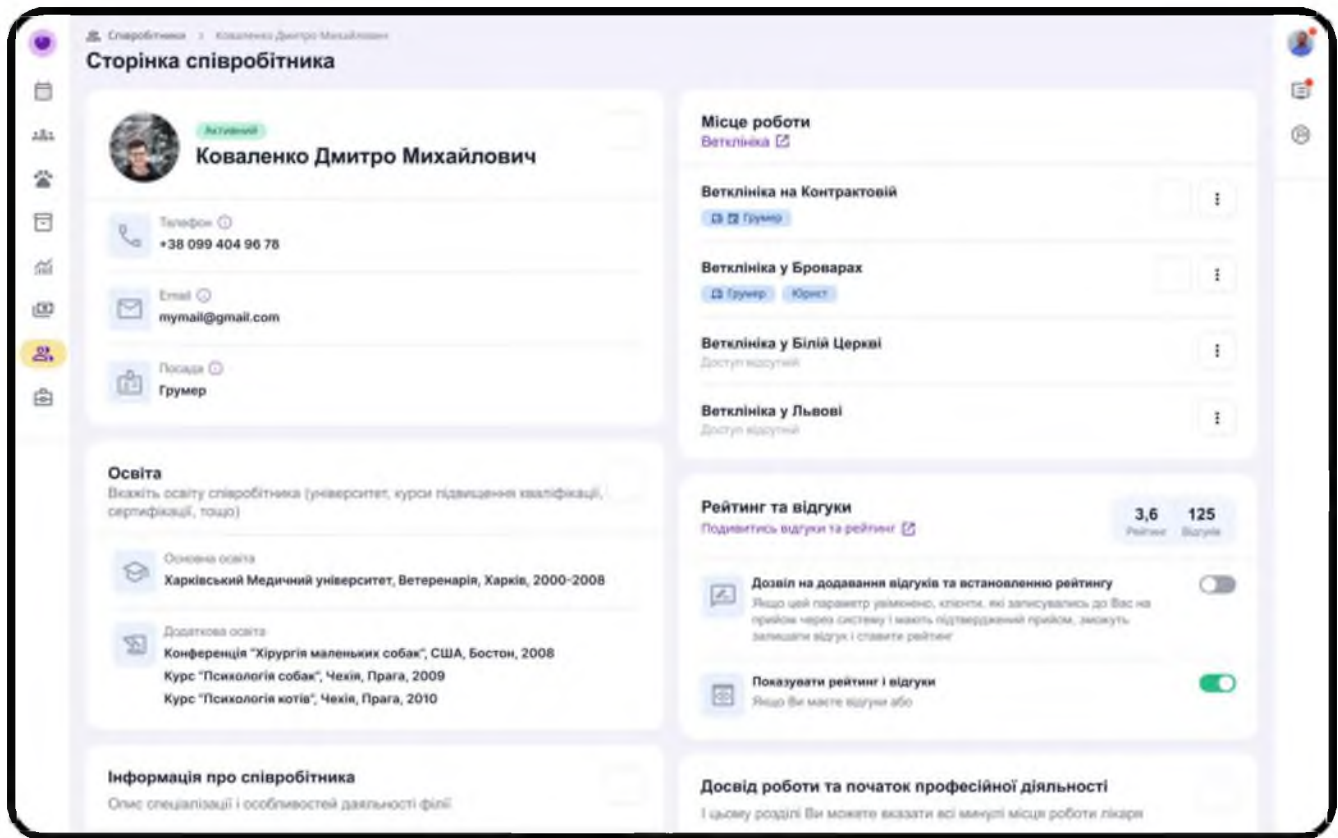 Співробітники > Коваленко Дмитро Михайлович
Сторінка співробітника
Активний
Коваленко Дмитро Михайлович
Телефон
+38 099 404 96 78
Email
mymail@gmail.com
Посада
Грумер
Освіта
Вкажіть освіту співробітника (університет, курси підвищення кваліфікації,
сертифікації, тощо)
Основна освіта
Харківський Медичний університет, Ветеренарія, Харків, 2000-2008
Додаткова освіта
Конференція "Хірургія маленьких собак", США, Бостон, 2008
Курс "Психологія собак", Чехія, Прага, 2009
Курс "Психологія котів", Чехія, Прага, 2010
Інформація про співробітника
Опис спеціалізації і особливостей діяльності філії
Місце роботи
Ветклініка
Ветклініка на Контрактовій
Грумер
Ветклініка у Броварах
Грумер Юрист
Ветклініка у Білій Церкві
Доступ відсутній
Ветклініка у Львові
Доступ відсутній
Рейтинг та відгуки
Подивитись відгуки та рейтинг
3,6 125
Рейтинг Відгуків
Дозвіл на додавання відгуків та встановленню рейтингу
Якщо цей параметр увімкнено, клієнти, які записувались до Вас на
прийом через систему і мають підтверджений прийом, зможуть
залишати відгук і ставити рейтинг
Показувати рейтинг і відгуки
Якщо Ви маєте відгуки або
Досвід роботи та початок професійної діяльності
І цьому розділі Ви можете вказати всі минулі місця роботи лікаря